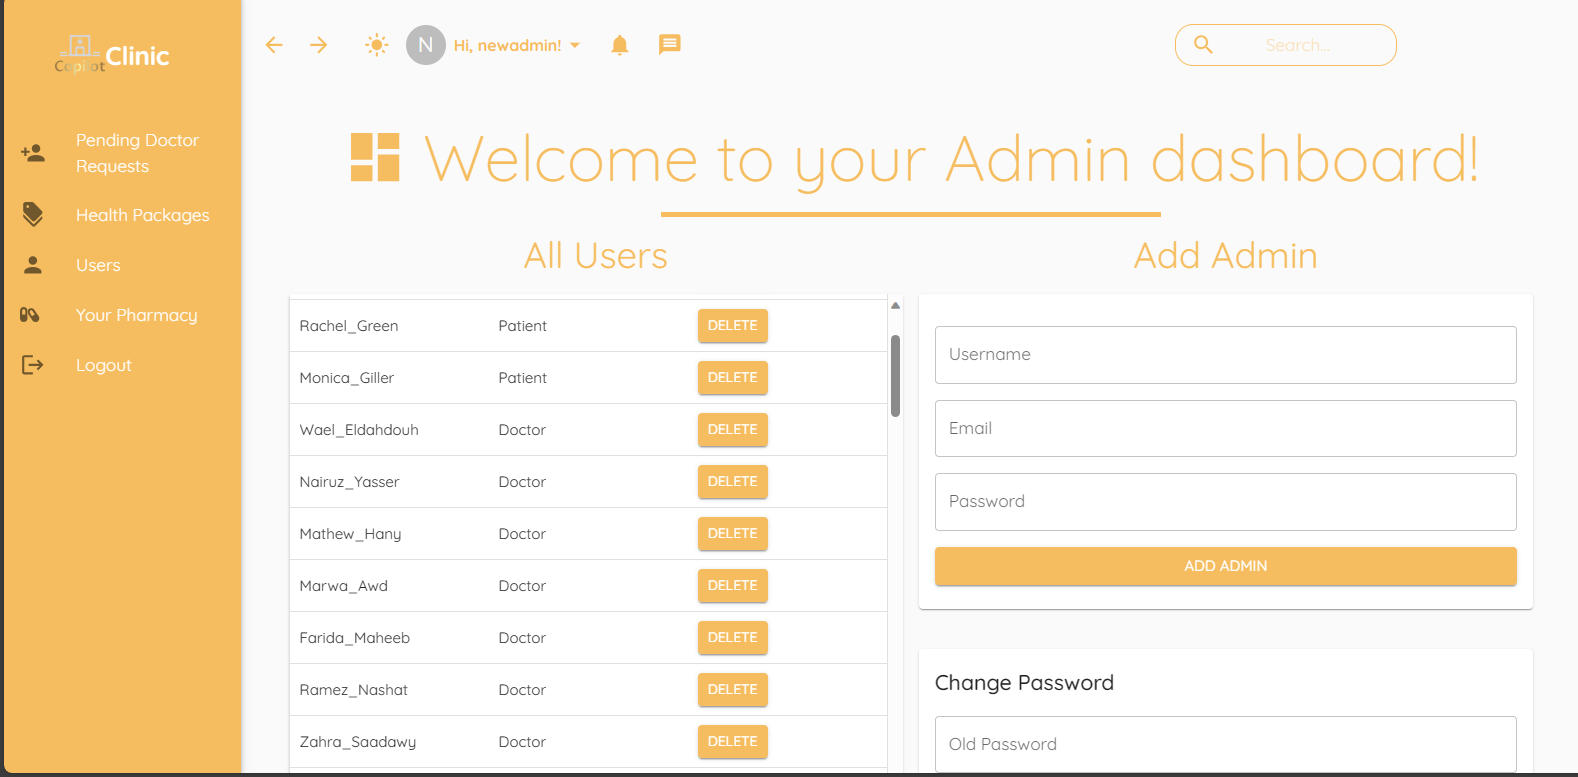 Copilot Clinic
Pending Doctor
Requests
Health Packages
Users
Your Pharmacy
Logout
N Hi, newadmin!
Search...
Welcome to your Admin dashboard!
All Users
Rachel_Green Patient DELETE
Monica_Giller Patient DELETE
Wael_Eldahdouh Doctor DELETE
Nairuz_Yasser Doctor DELETE
Mathew_Hany Doctor DELETE
Marwa_Awd Doctor DELETE
Farida_Maheeb Doctor DELETE
Ramez_Nashat Doctor DELETE
Zahra_Saadawy Doctor DELETE
Add Admin
Username
Email
Password
ADD ADMIN
Change Password
Old Password